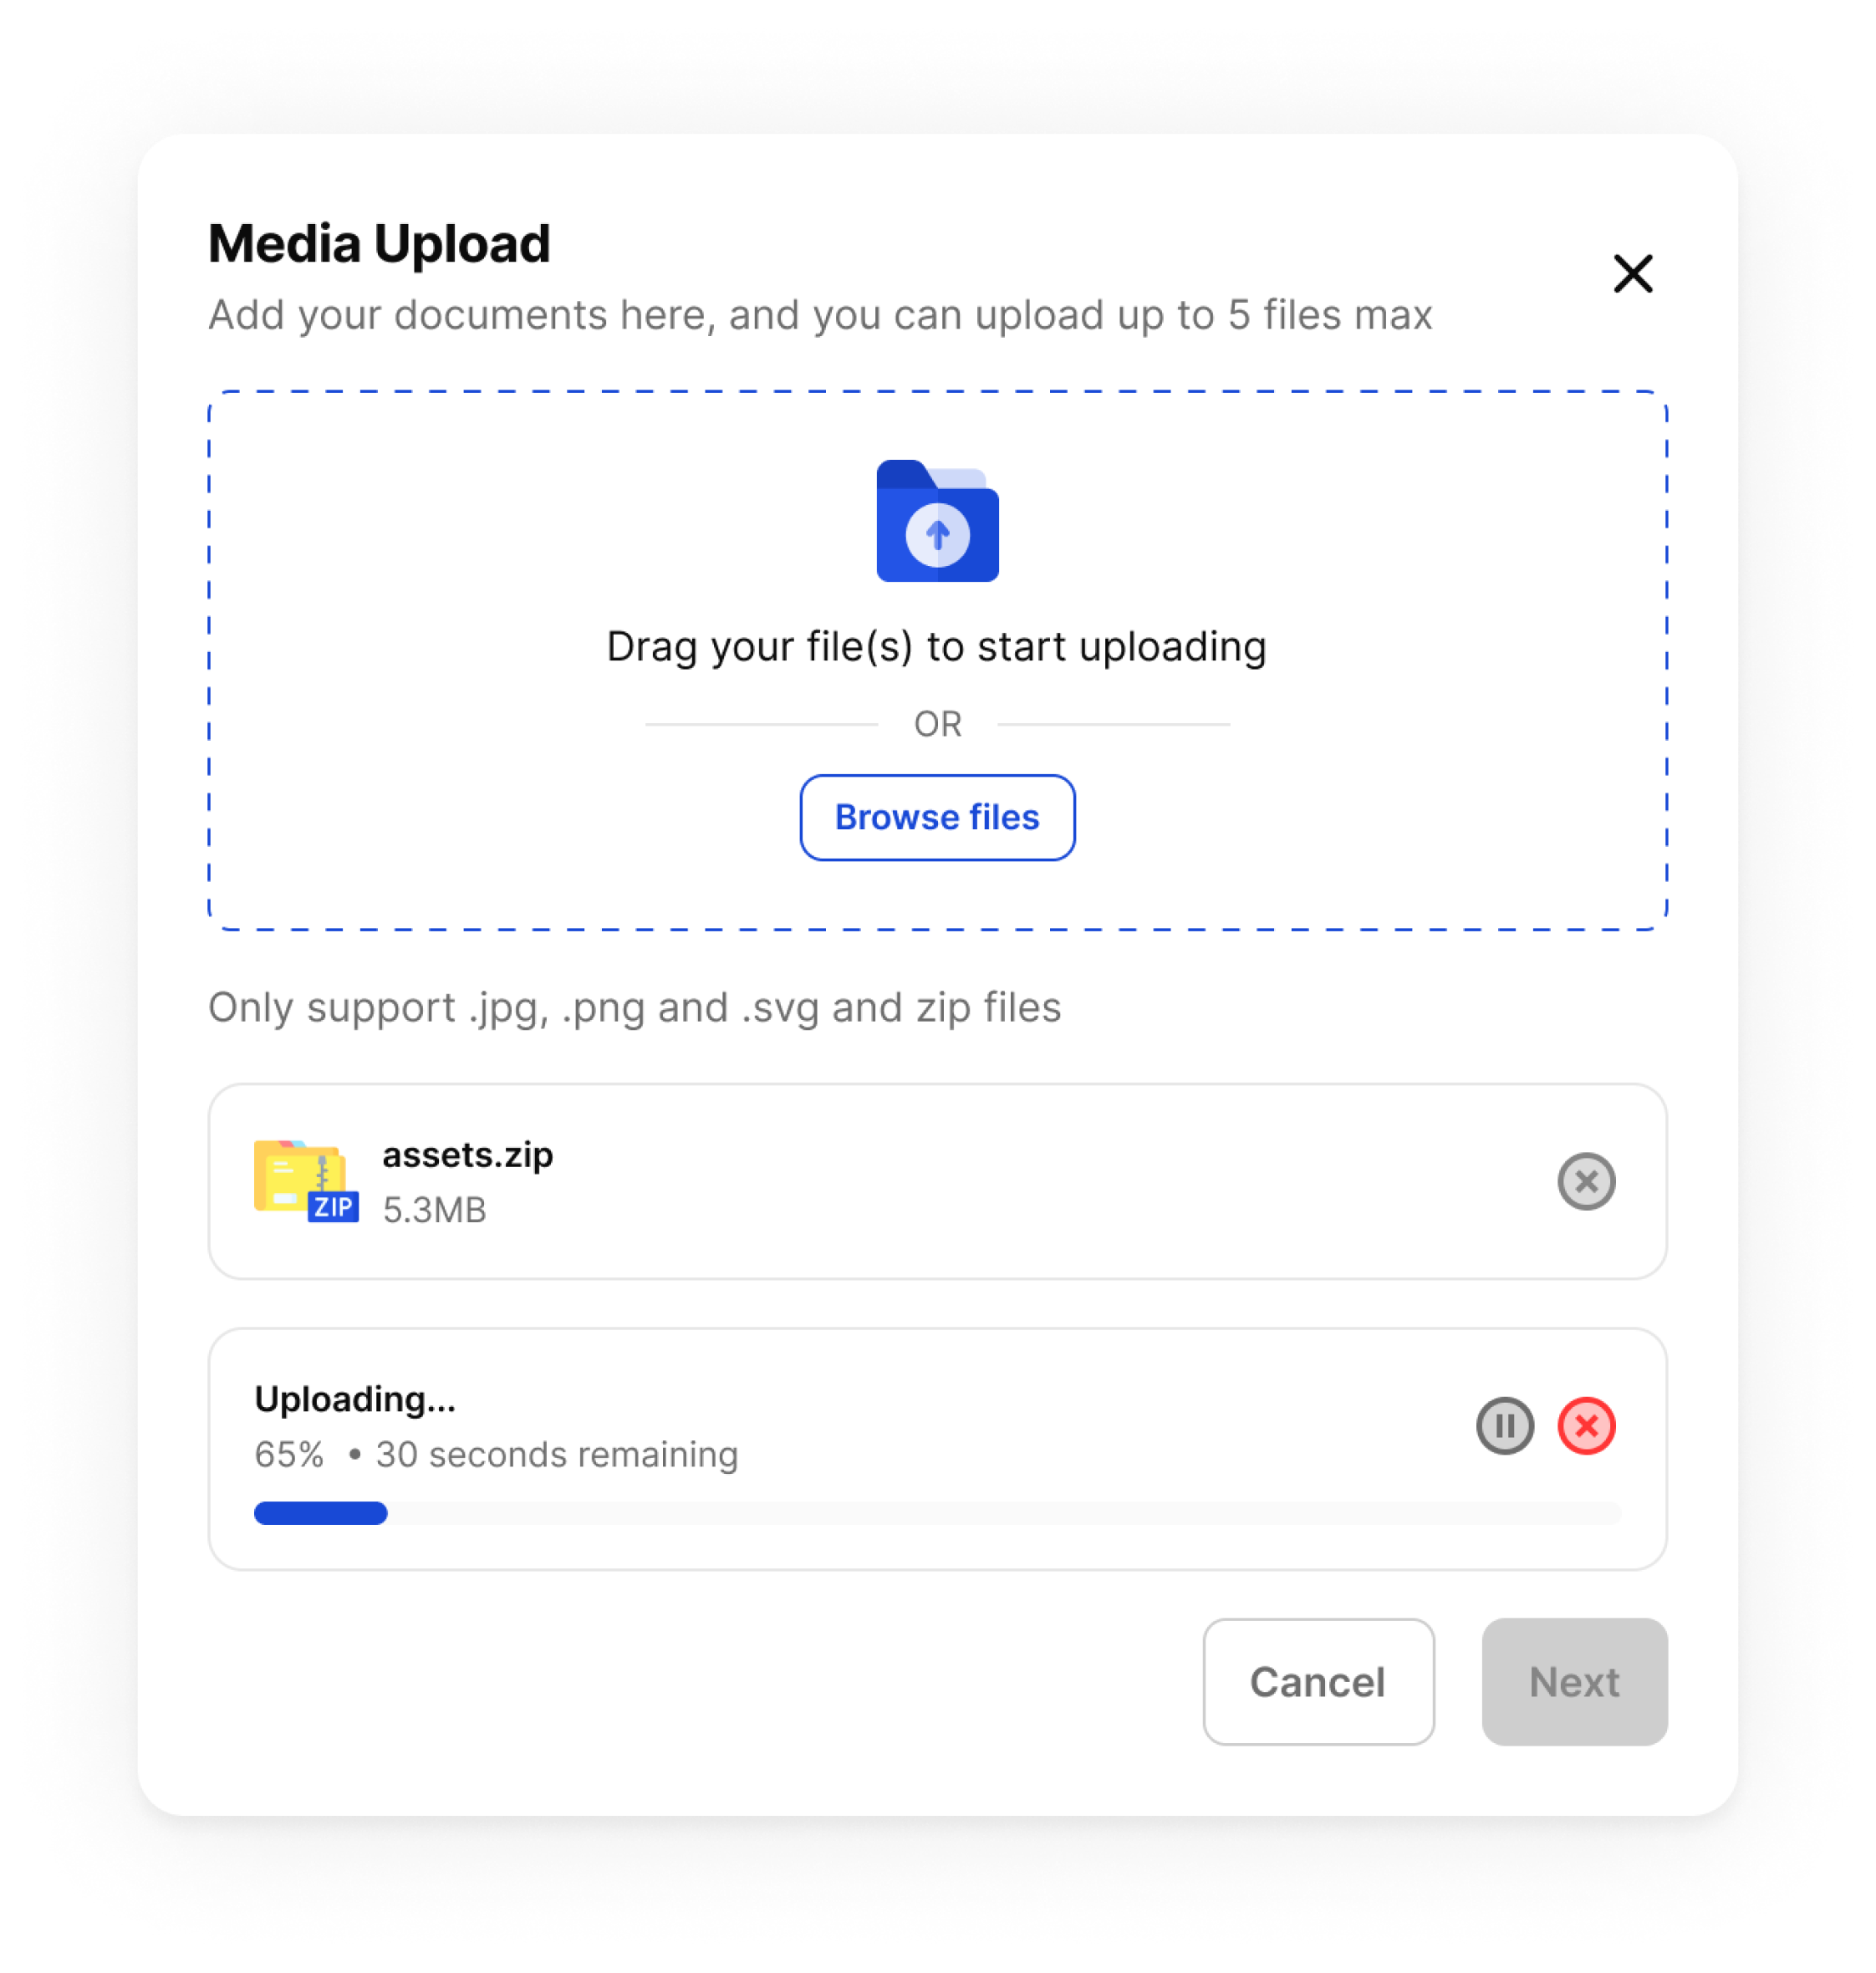 Media Upload
Add your documents here, and you can upload up to 5 files max
Drag your file(s) to start uploading
OR
Browse files
Only support .jpg, .png and .svg and zip files
assets.zip
ZIP
5.3MB
Uploading...
65% • 30 seconds remaining
Cancel
Next